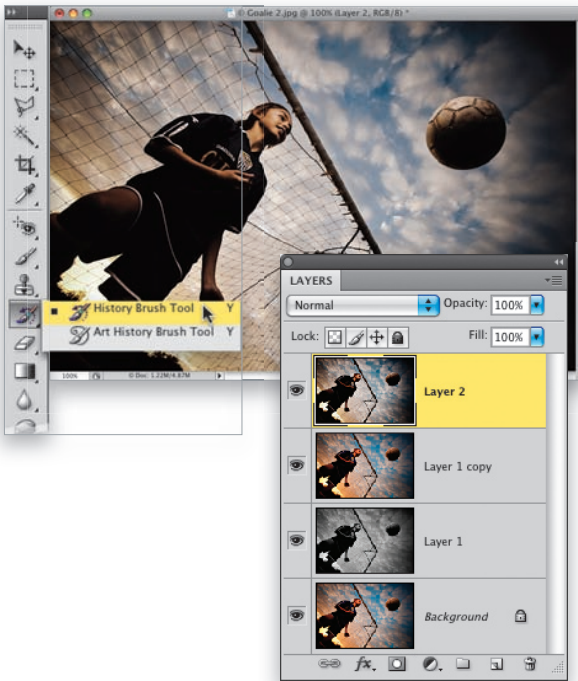 © Goalie 2.jpg @ 100% (Layer 2, RGB/8) *
History Brush Tool Y
Art History Brush Tool Y
100% Doc: 1.22M/4.82M
LAYERS
Normal Opacity: 100%
Lock: Fill: 100%
Layer 2
Layer 1 copy
Layer 1
Background
fx